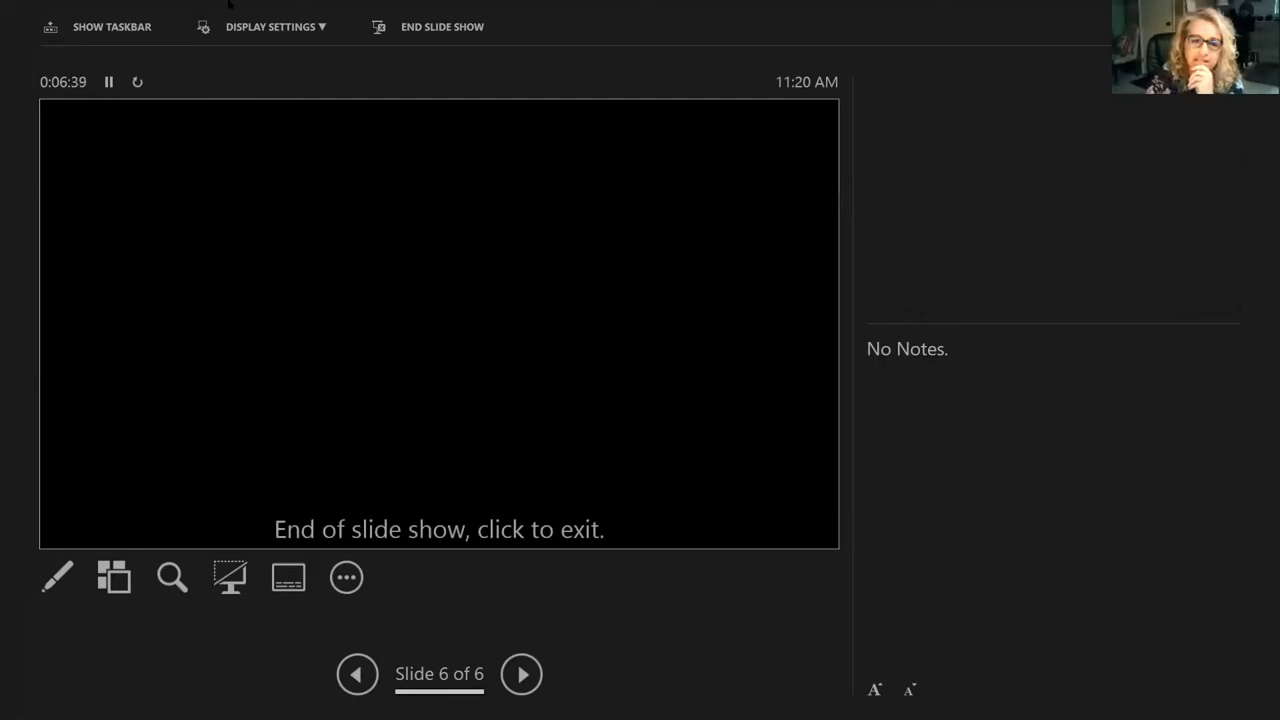 SHOW TASKBAR DISPLAY SETTINGS ▼ END SLIDE SHOW
0:06:39 11:20 AM
End of slide show, click to exit.
No Notes.
Slide 6 of 6
A A